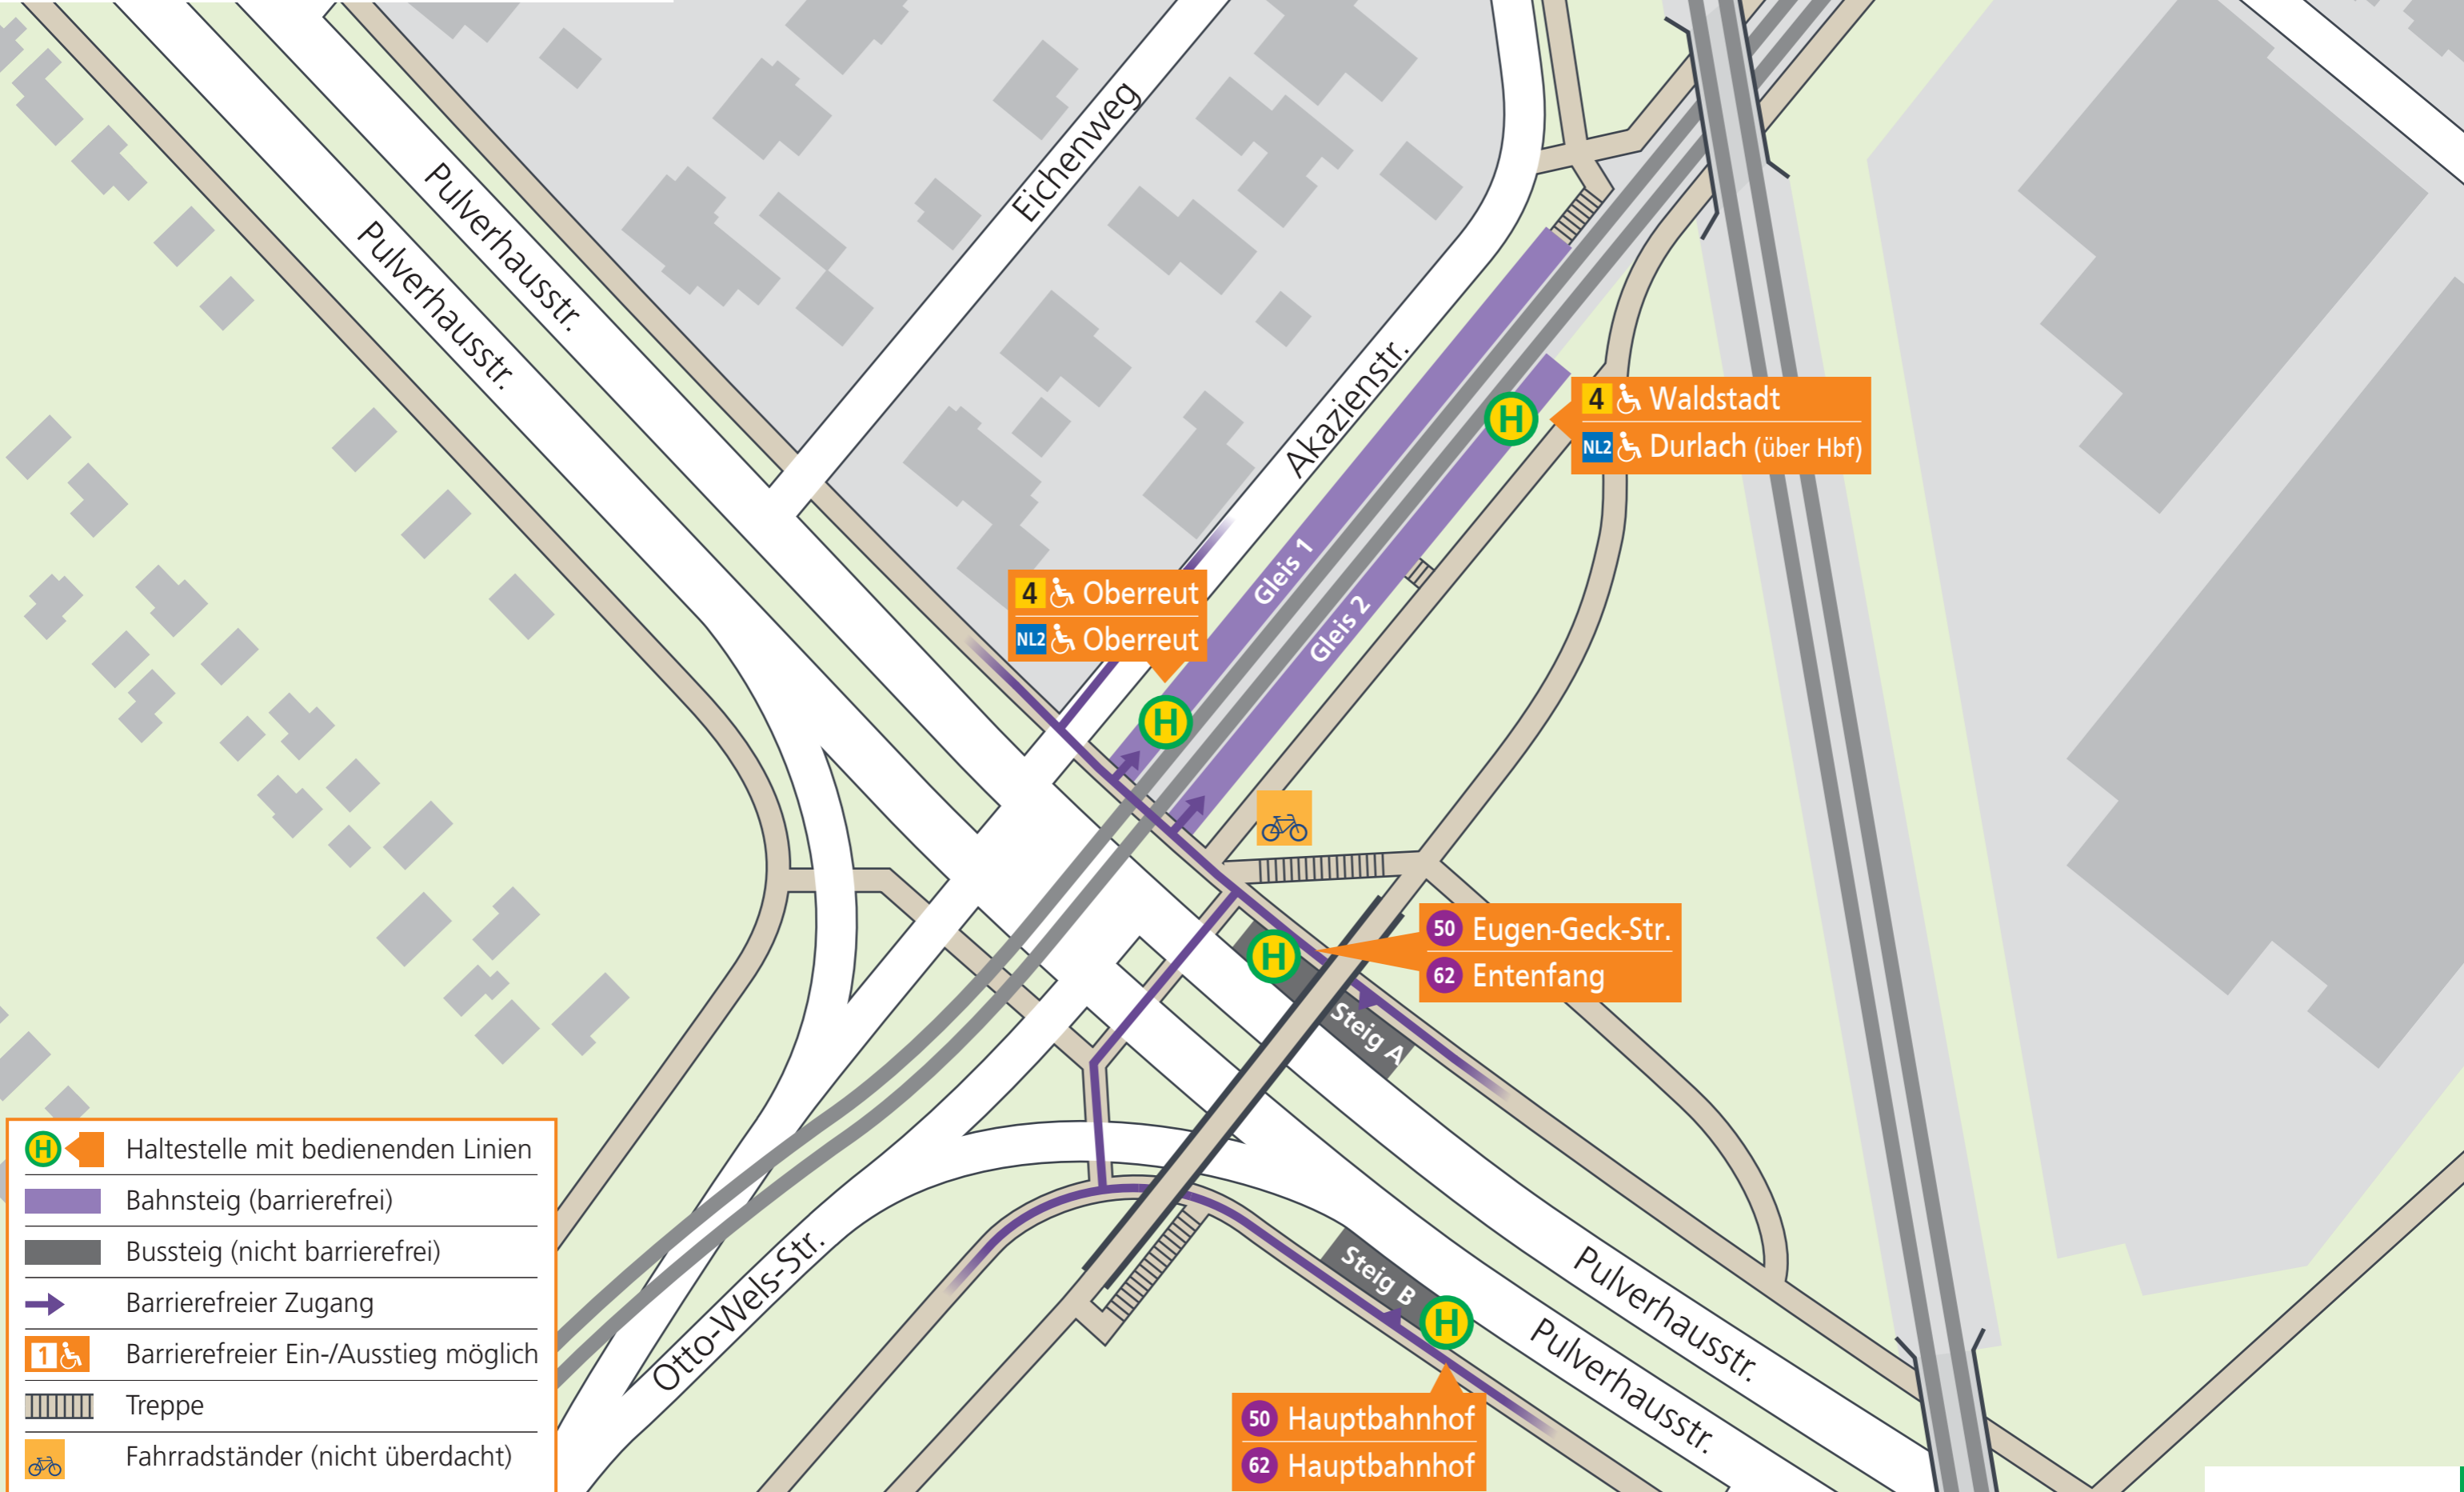 Pulverhausstr.
Pulverhausstr.
Eichenweg
Akazienstr.
4 Waldstadt
NL2 Durlach (über Hbf)
Gleis 1
Gleis 2
4 Oberreut
NL2 Oberreut
H
H
50 Eugen-Geck-Str.
62 Entenfang
H
Steig A
Steig B
H
Otto-Wels-Str.
Pulverhausstr.
Pulverhausstr.
50 Hauptbahnhof
62 Hauptbahnhof
H Haltestelle mit bedienenden Linien
Bahnsteig (barrierefrei)
Bussteig (nicht barrierefrei)
Barrierefreier Zugang
1 Barrierefreier Ein-/Ausstieg möglich
Treppe
Fahrradständer (nicht überdacht)